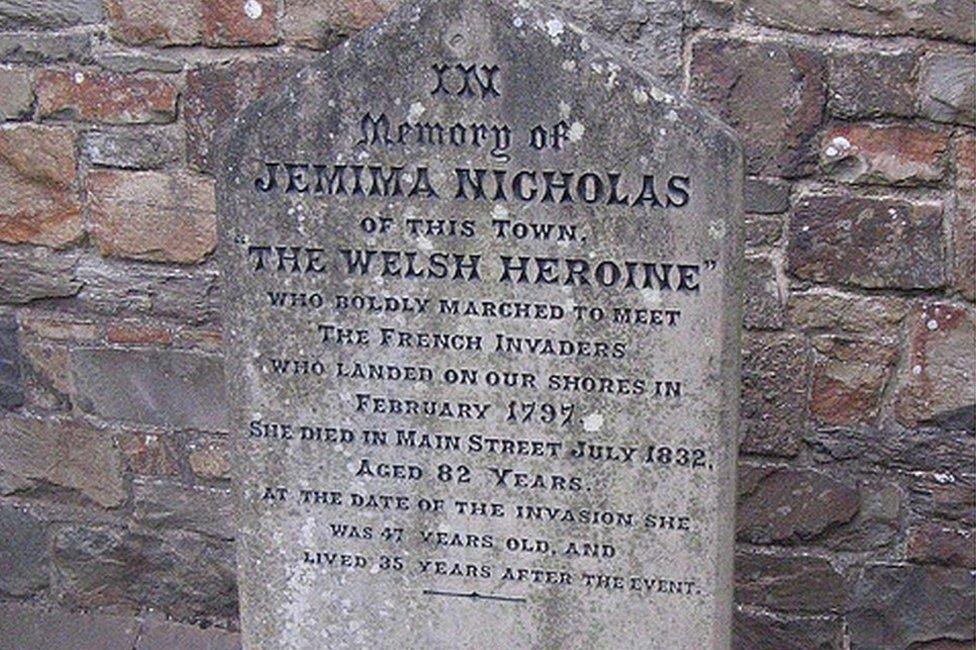 IN
Memory of
JEMIMA NICHOLAS
OF THIS TOWN,
"THE WELSH HEROINE"
WHO BOLDLY MARCHED TO MEET
THE FRENCH INVADERS
WHO LANDED ON OUR SHORES IN
FEBRUARY 1797.
SHE DIED IN MAIN STREET JULY 1832,
AGED 82 YEARS.
AT THE DATE OF THE INVASION SHE
WAS 47 YEARS OLD, AND
LIVED 35 YEARS AFTER THE EVENT.